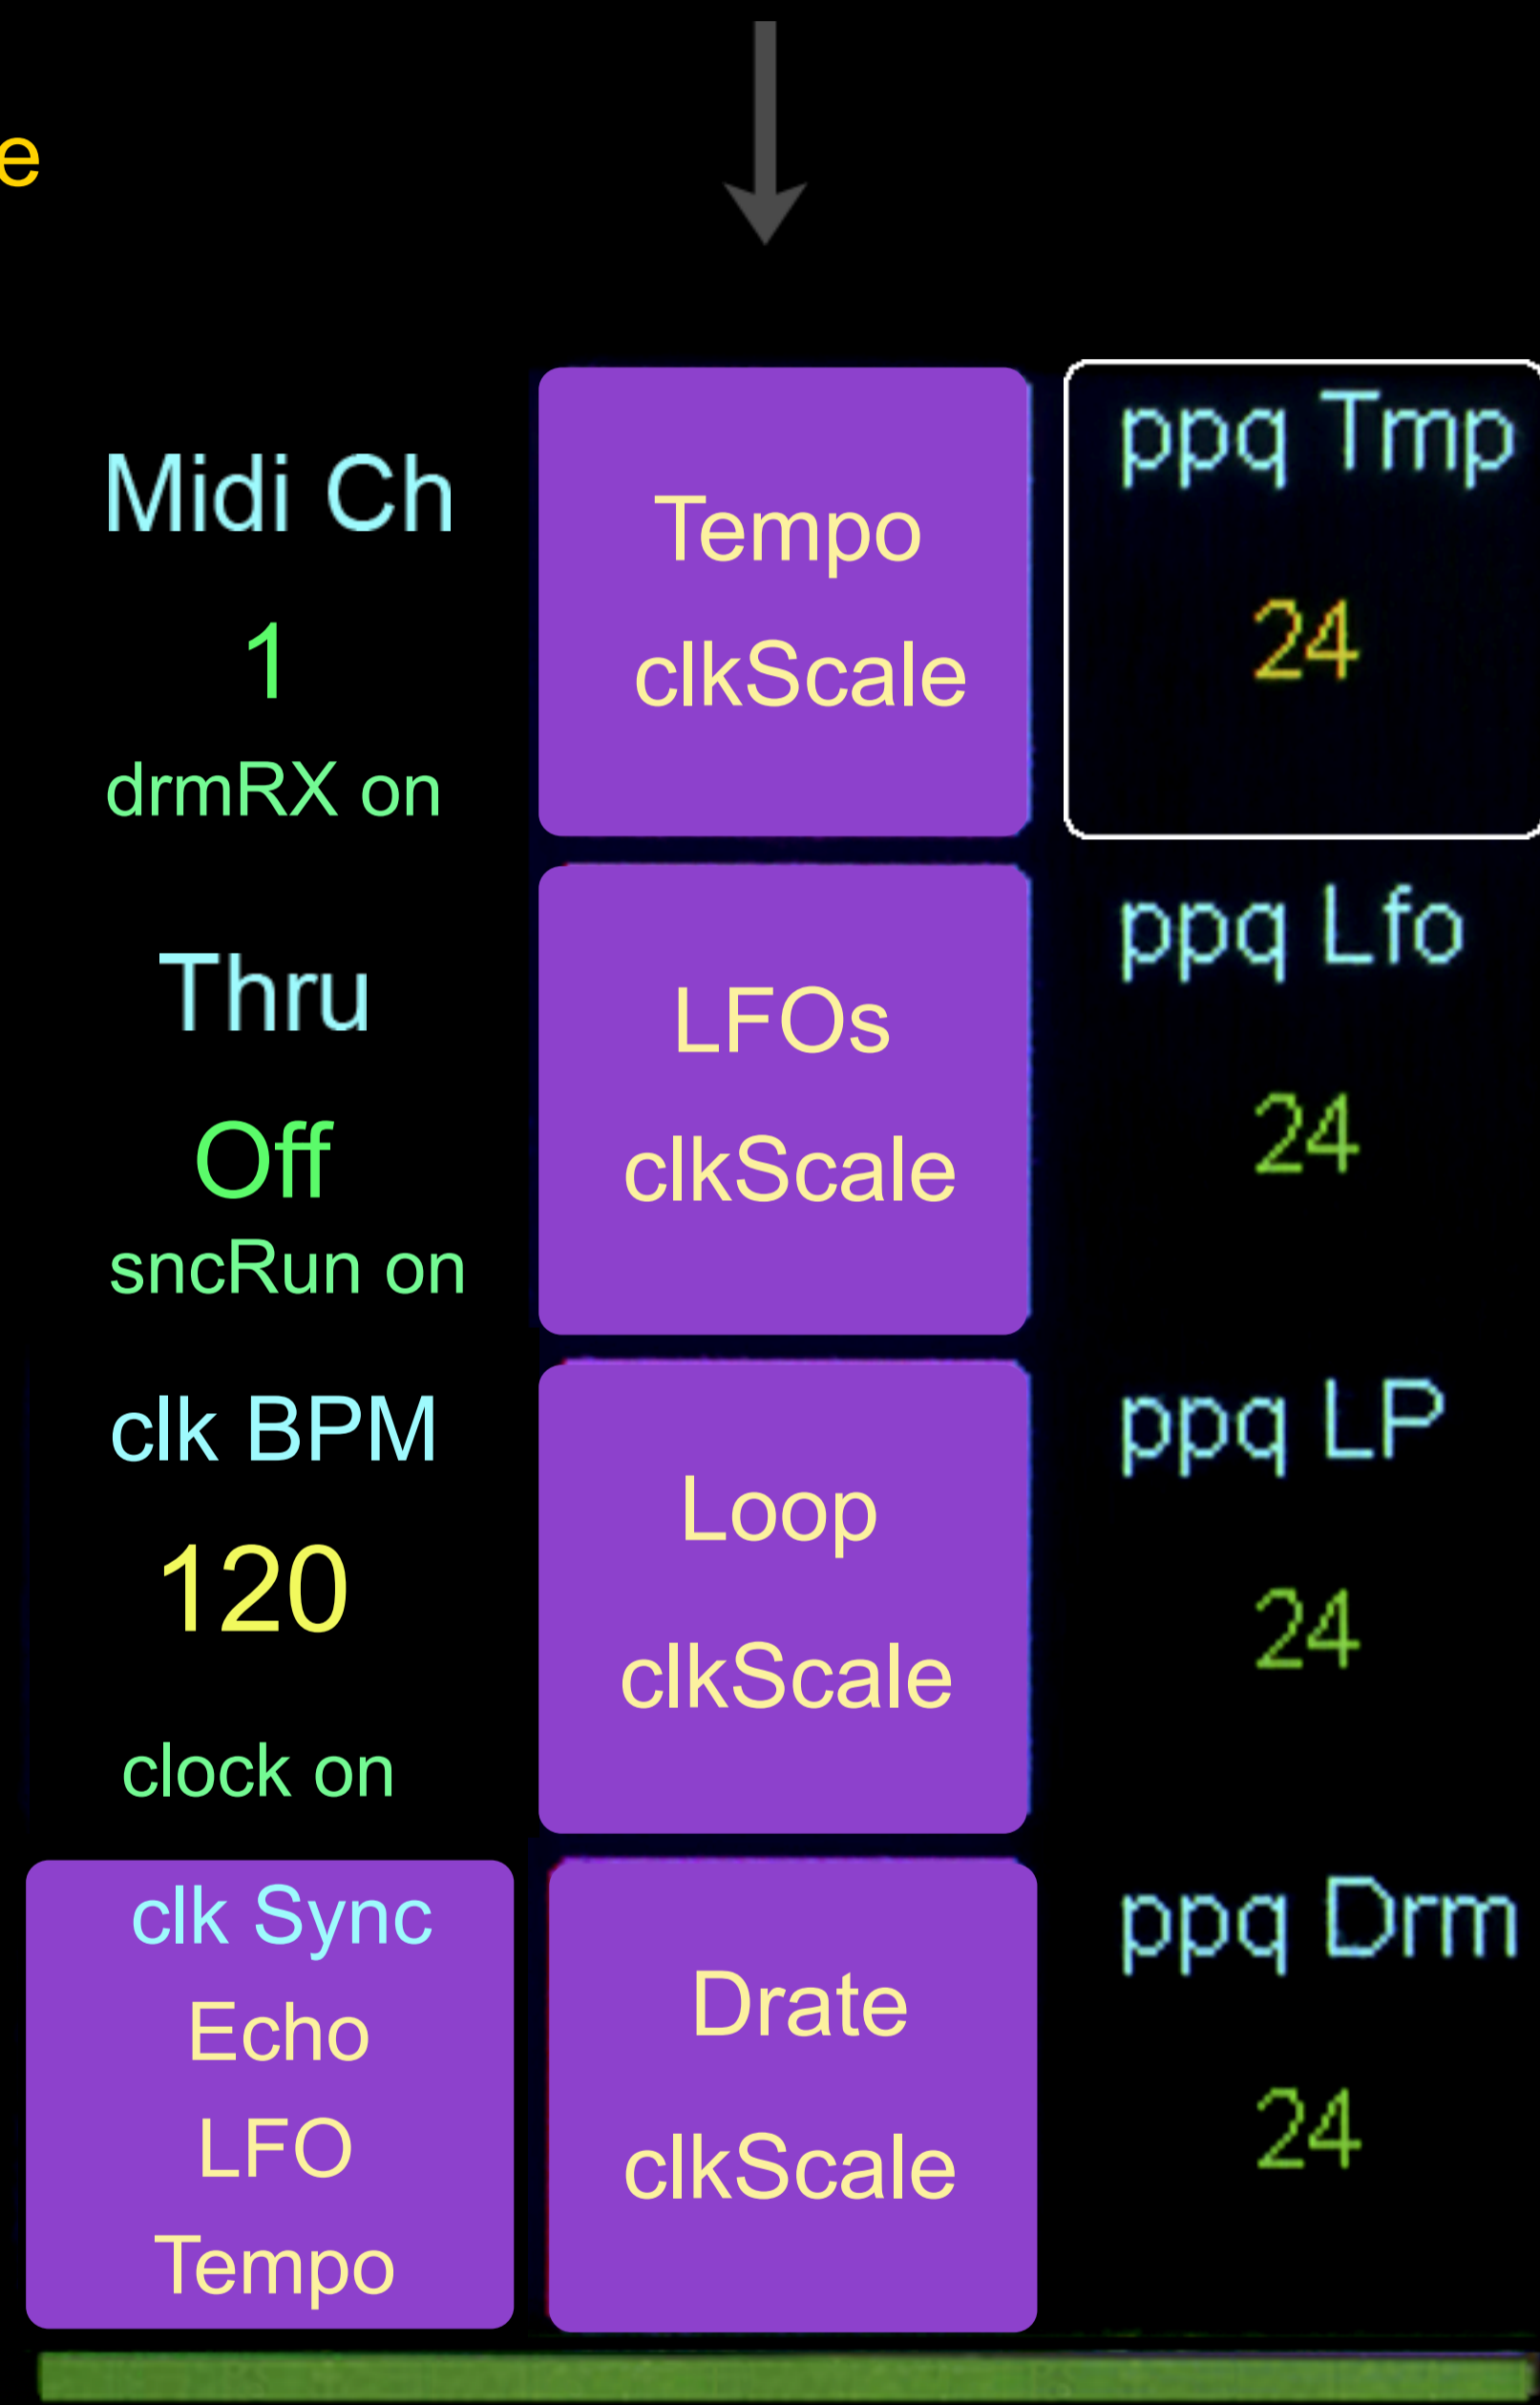 e
Midi Ch
1
drmRX on
Tempo
clkScale
ppq Tmp
24
Thru
Off
sncRun on
LFOs
clkScale
ppq Lfo
24
clk BPM
120
clock on
Loop
clkScale
ppq LP
24
clk Sync
Echo
LFO
Tempo
Drate
clkScale
ppq Drm
24